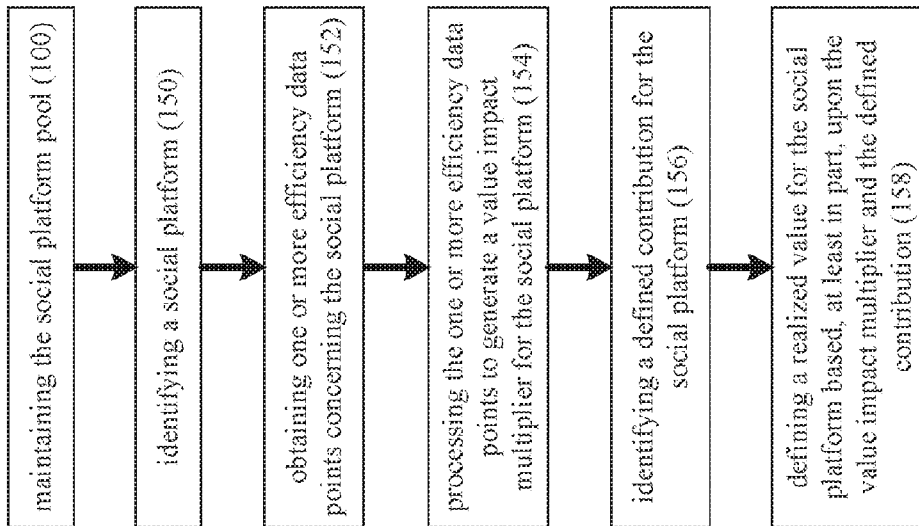 maintaining the social platform pool (100)
identifying a social platform (150)
obtaining one or more efficiency data
points concerning the social platform (152)
processing the one or more efficiency data
points to generate a value impact
multiplier for the social platform (154)
identifying a defined contribution for the
social platform (156)
defining a realized value for the social
platform based, at least in part, upon the
value impact multiplier and the defined
contribution (158)